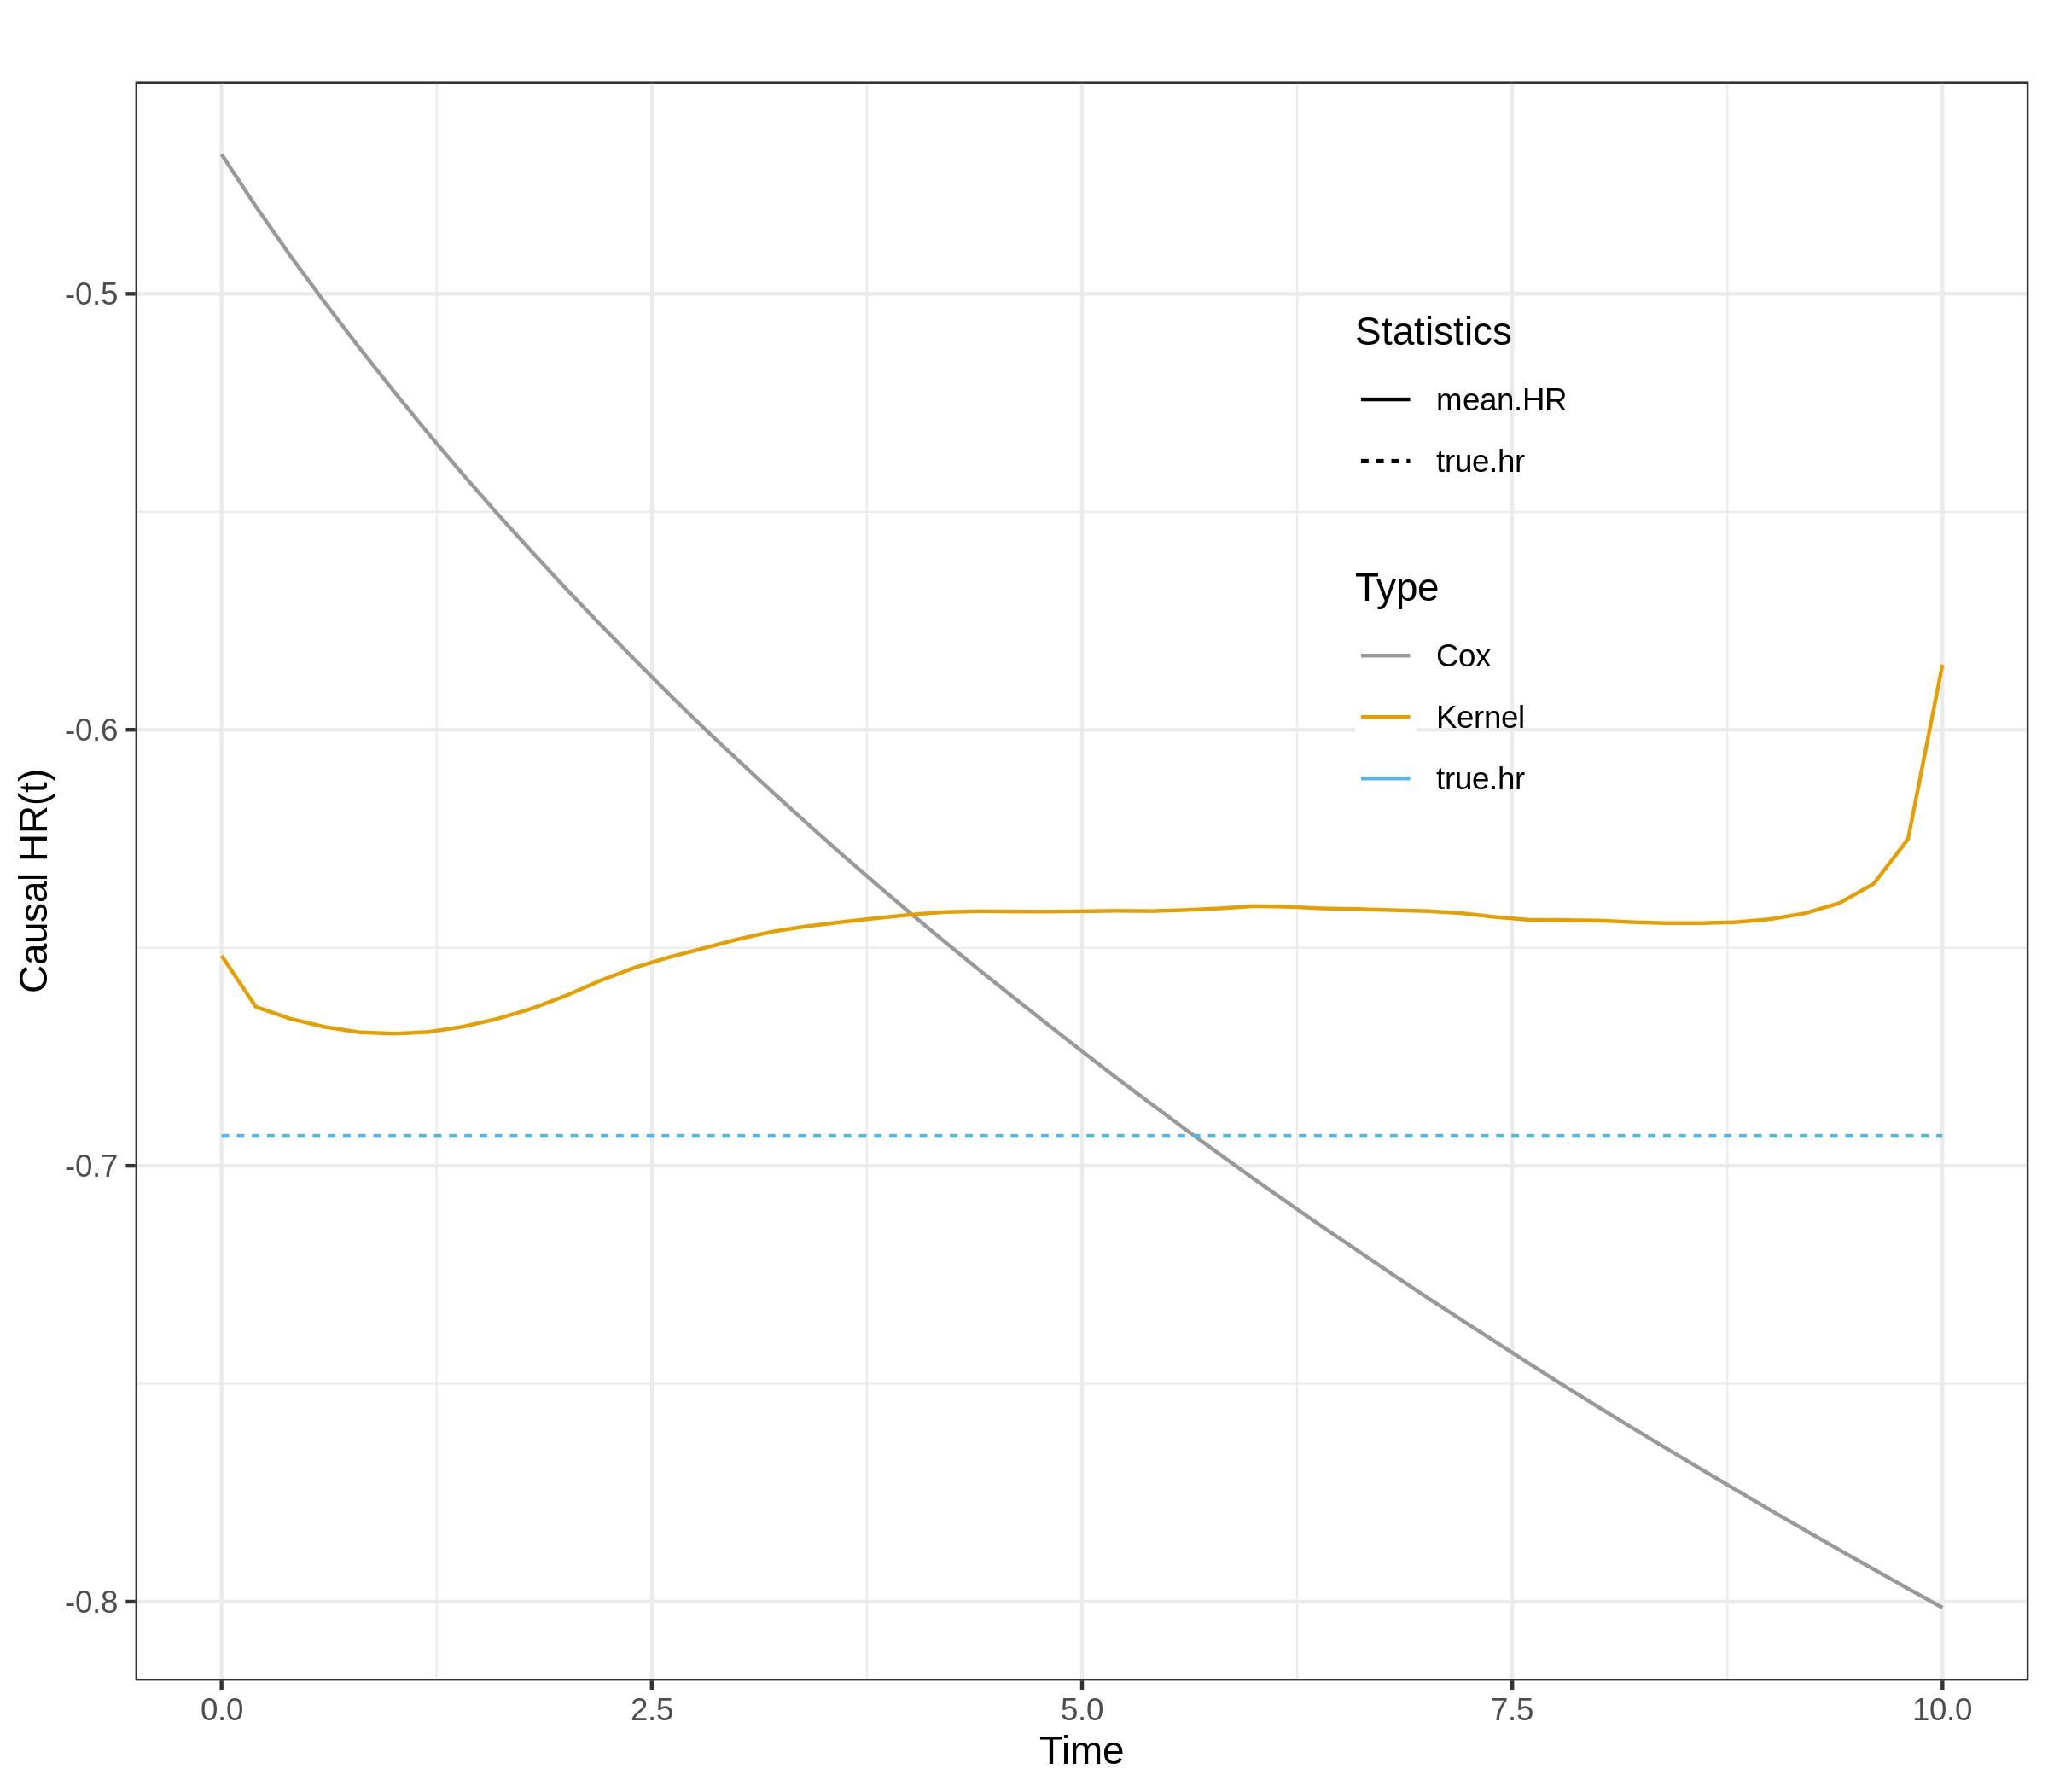 -0.5
-0.6
-0.7
-0.8
Causal HR(t)
Statistics
mean.HR
true.hr
Type
Cox
Kernel
true.hr
0.0 2.5 5.0 7.5 10.0
Time